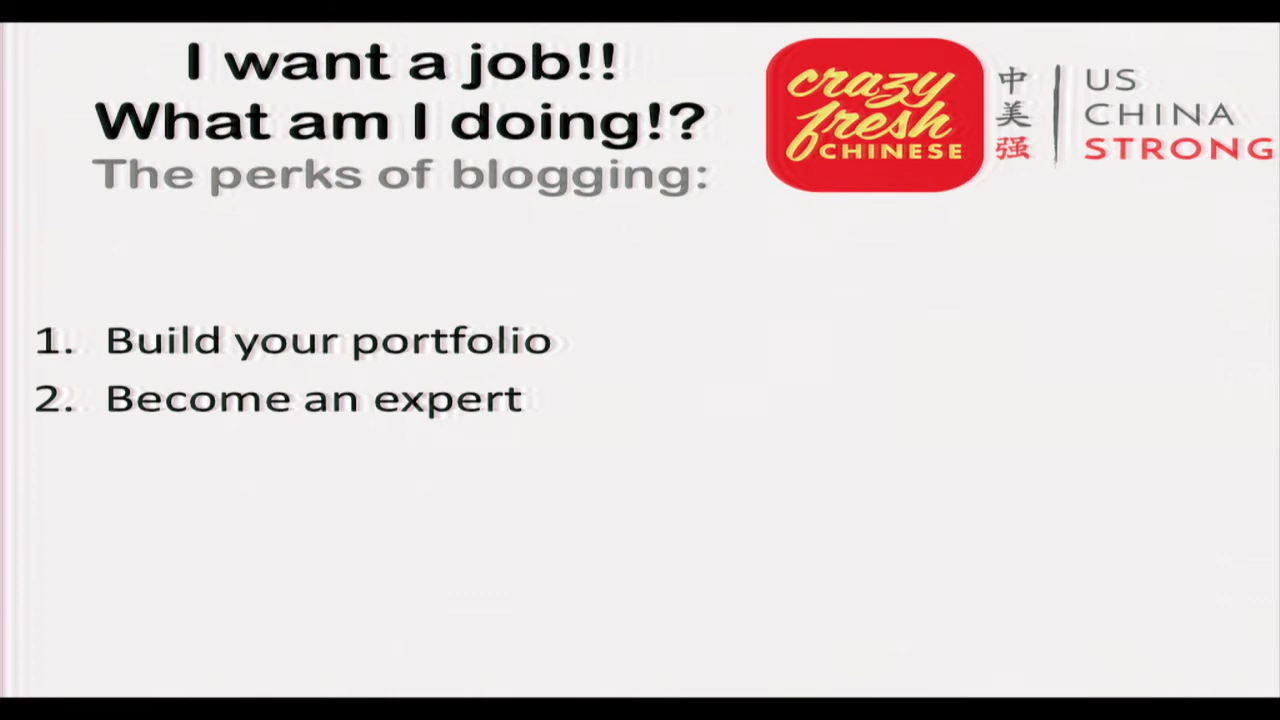 I want a job!!
What am I doing!?
The perks of blogging:
crazy
fresh
CHINESE
中
美
强
US
CHINA
STRONG
1. Build your portfolio
2. Become an expert